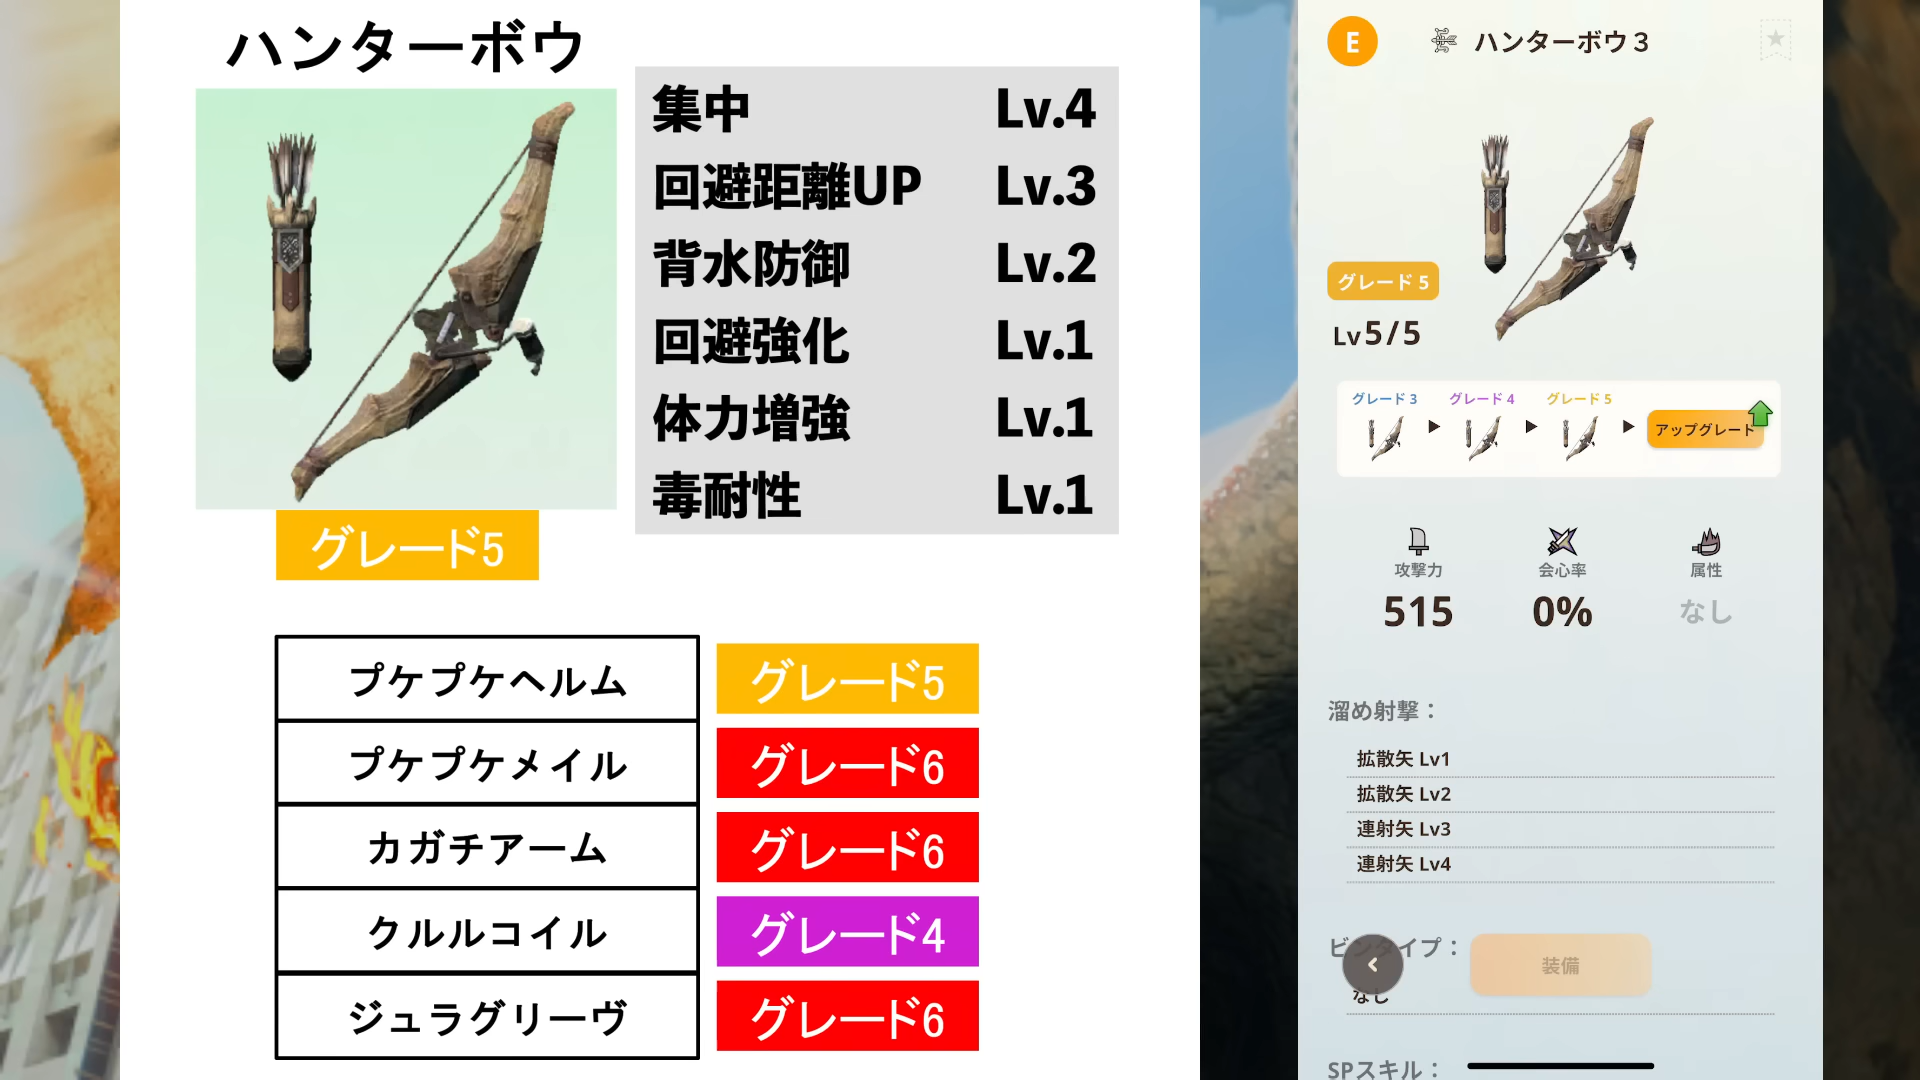 ハンターボウ
集中 Lv.4
回避距離UP Lv.3
背水防御 Lv.2
回避強化 Lv.1
体力増強 Lv.1
毒耐性 Lv.1
グレード5
プケプケヘルム グレード5
プケプケメイル グレード6
カガチアーム グレード6
クルルコイル グレード4
ジュラグリーヴ グレード6
E ハンターボウ3
グレード 5
Lv5/5
グレード 3 グレード 4 グレード 5
アップグレード
攻撃力 会心率 属性
515 0% なし
溜め射撃：
拡散矢 Lv1
拡散矢 Lv2
連射矢 Lv3
連射矢 Lv4
ビンタイプ：
装備
なし
SPスキル：